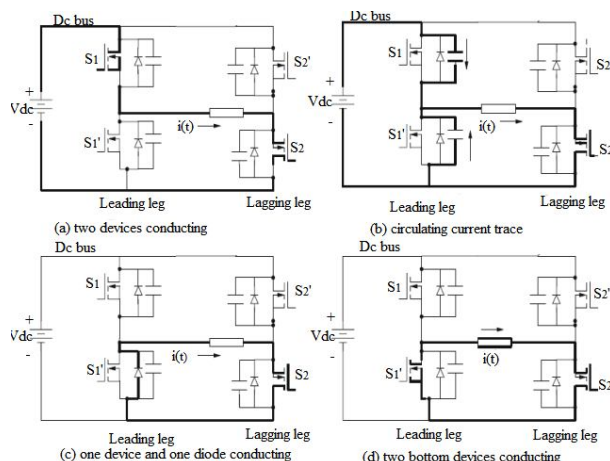 Dc bus
S1
S2'
+
Vdc
-
i(t)
S1'
S2
Leading leg
Lagging leg
(a) two devices conducting
Dc bus
S1
S2
+
Vdc
-
i(t)
S1'
S2
Leading leg
Lagging leg
(b) circulating current trace
Dc bus
S1
S2'
+
Vdc
-
i(t)
S1'
S2
Leading leg
Lagging leg
(c) one device and one diode conducting
Dc bus
S1
S2'
+
Vdc
-
i(t)
S1'
S2
Leading leg
Lagging leg
(d) two bottom devices conducting